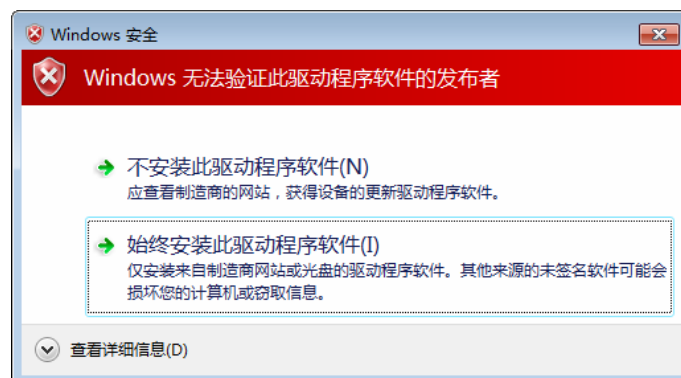 Windows 安全
Windows 无法验证此驱动程序软件的发布者
不安装此驱动程序软件(N)
应查看制造商的网站，获得设备的更新驱动程序软件。
始终安装此驱动程序软件(I)
仅安装来自制造商网站或光盘的驱动程序软件。其他来源的未签名软件可能会
损坏您的计算机或窃取信息。
查看详细信息(D)